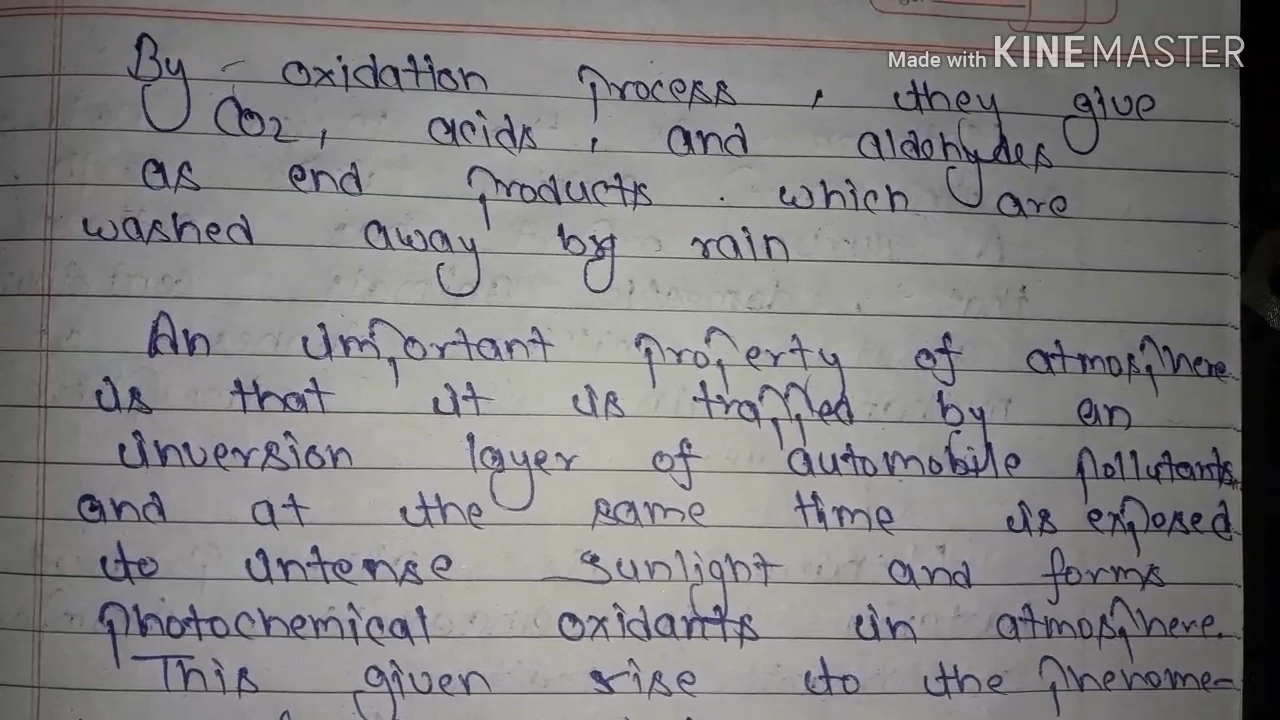 Made with KINEMASTER
By - oxidation process, they give
CO2, acids, and aldehydes
as end products. which are
washed away by rain
An important property of atmosphere
is that it is trapped by an
inversion layer of automobile pollutants
and at the same time is exposed
to intense sunlight and forms
photochemical oxidants in atmosphere.
This given rise to the phenome-